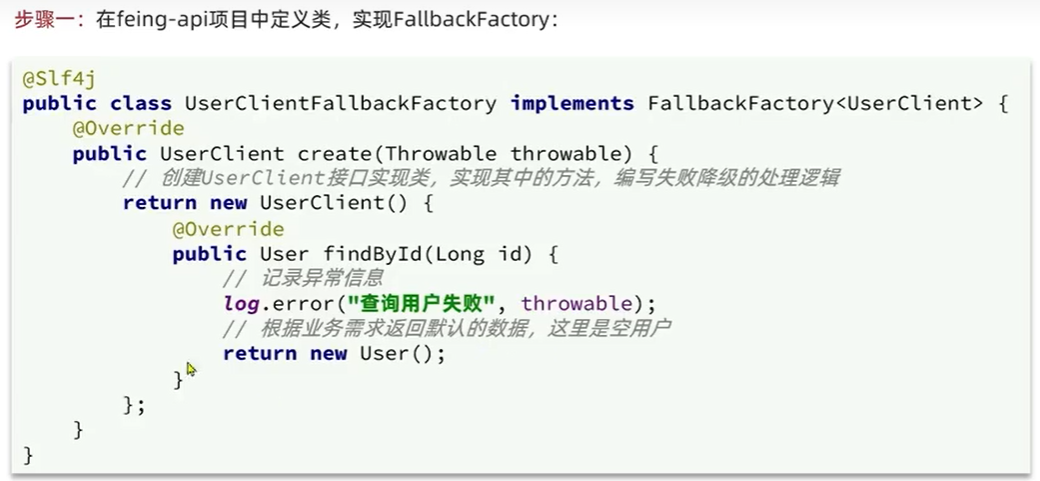 步骤一：在feing-api项目中定义类，实现FallbackFactory：
@Slf4j
public class UserClientFallbackFactory implements FallbackFactory<UserClient> {
    @Override
    public UserClient create(Throwable throwable) {
        // 创建UserClient接口实现类，实现其中的方法，编写失败降级的处理逻辑
        return new UserClient() {
            @Override
            public User findById(Long id) {
                // 记录异常信息
                log.error("查询用户失败", throwable);
                // 根据业务需求返回默认的数据，这里是空用户
                return new User();
            }
        };
    }
}